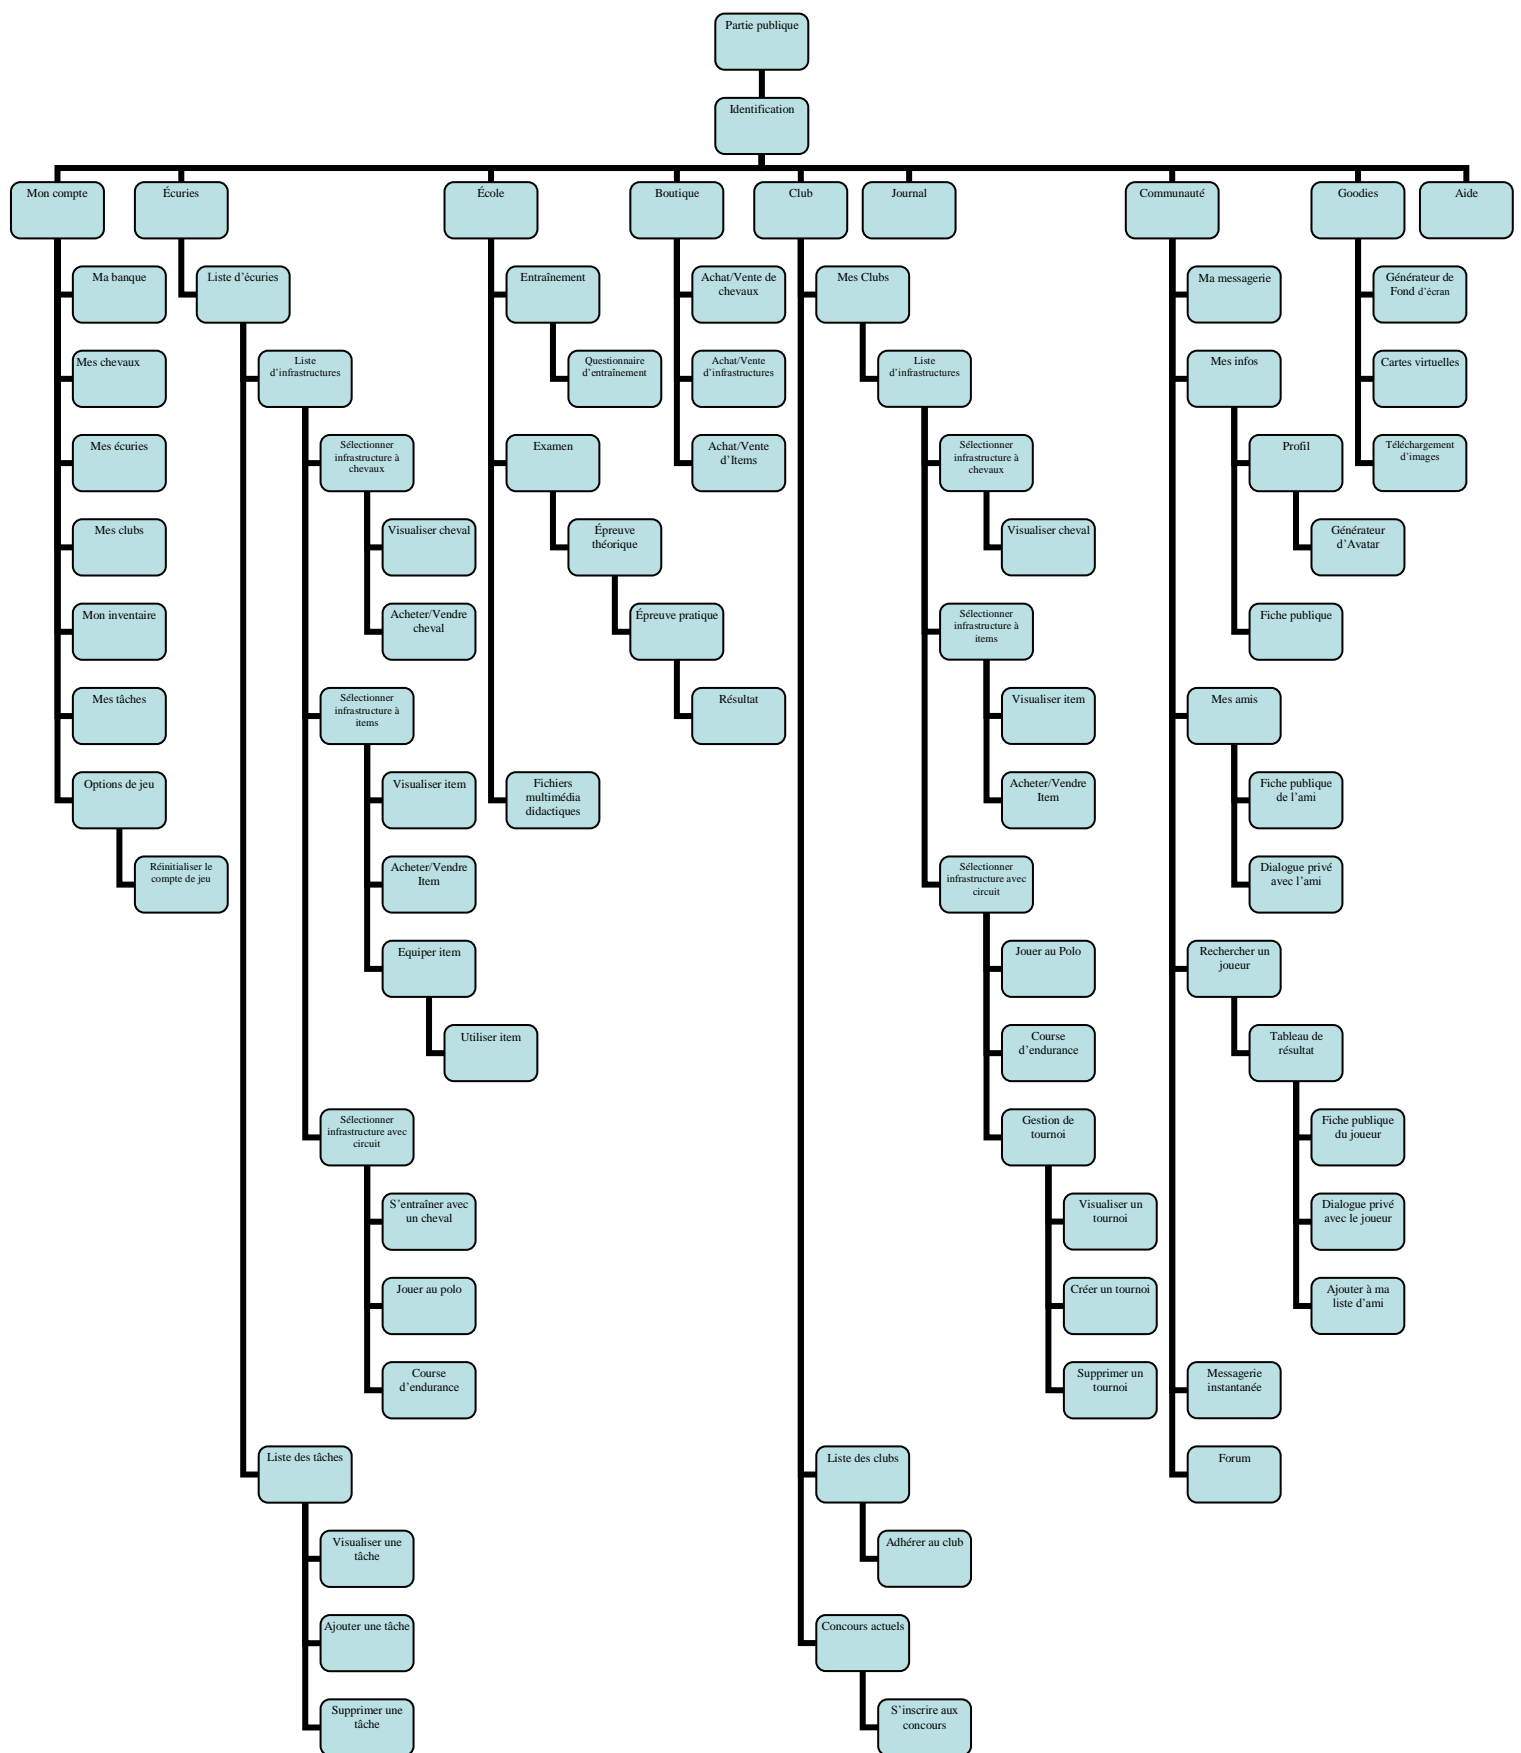 Partie publique
Identification
Mon compte
Écuries
École
Boutique
Club
Journal
Communauté
Goodies
Aide
Ma banque
Mes chevaux
Mes écuries
Mes clubs
Mon inventaire
Mes tâches
Options de jeu
Réinitialiser le
compte de jeu
Liste d'écuries
Liste
d'infrastructures
Sélectionner
infrastructure à
chevaux
Visualiser cheval
Acheter/Vendre
cheval
Sélectionner
infrastructure à
items
Visualiser item
Acheter/Vendre
Item
Equiper item
Utiliser item
Sélectionner
infrastructure avec
circuit
S'entraîner avec
un cheval
Jouer au polo
Course
d'endurance
Liste des tâches
Visualiser une
tâche
Ajouter une tâche
Supprimer une
tâche
Entraînement
Questionnaire
d'entraînement
Examen
Épreuve
théorique
Épreuve pratique
Résultat
Fichiers
multimédia
didactiques
Achat/Vente de
chevaux
Achat/Vente
d'infrastructures
Achat/Vente
d'Items
Mes Clubs
Liste
d'infrastructures
Sélectionner
infrastructure à
chevaux
Visualiser cheval
Sélectionner
infrastructure à
items
Visualiser item
Acheter/Vendre
Item
Sélectionner
infrastructure avec
circuit
Jouer au Polo
Course
d'endurance
Gestion de
tournoi
Visualiser un
tournoi
Créer un tournoi
Supprimer un
tournoi
Liste des clubs
Adhérer au club
Concours actuels
S'inscrire aux
concours
Ma messagerie
Mes infos
Profil
Générateur
d'Avatar
Fiche publique
Mes amis
Fiche publique
de l'ami
Dialogue privé
avec l'ami
Rechercher un
joueur
Tableau de
résultat
Fiche publique
du joueur
Dialogue privé
avec le joueur
Ajouter à ma
liste d'ami
Messagerie
instantanée
Forum
Générateur de
Fond d'écran
Cartes virtuelles
Téléchargement
d'images